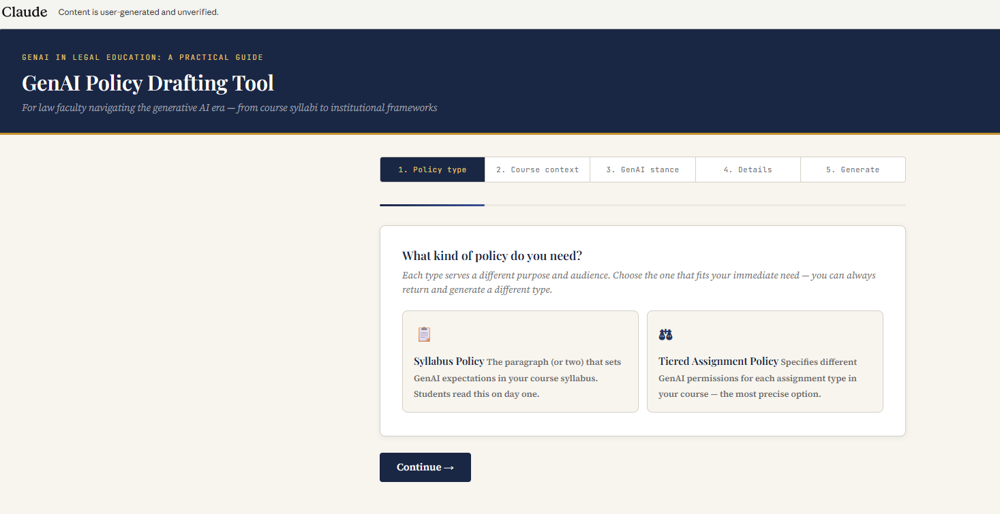 Claude Content is user-generated and unverified.
GENAI IN LEGAL EDUCATION: A PRACTICAL GUIDE
GenAI Policy Drafting Tool
For law faculty navigating the generative AI era — from course syllabi to institutional frameworks
1. Policy type 2. Course context 3. GenAI stance 4. Details 5. Generate
What kind of policy do you need?
Each type serves a different purpose and audience. Choose the one that fits your immediate need — you can always
return and generate a different type.
Syllabus Policy The paragraph (or two) that sets
GenAI expectations in your course syllabus.
Students read this on day one.
Tiered Assignment Policy Specifies different
GenAI permissions for each assignment type in
your course — the most precise option.
Continue →